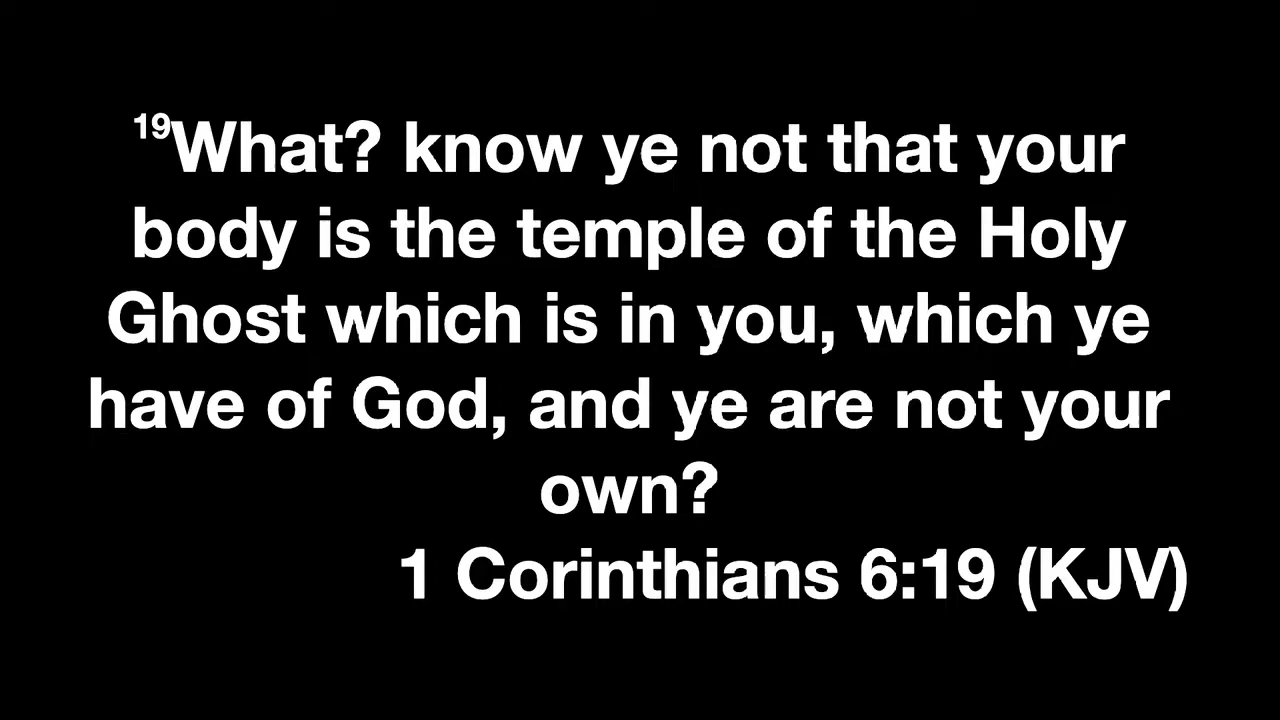 19What? know ye not that your
body is the temple of the Holy
Ghost which is in you, which ye
have of God, and ye are not your
own?
1 Corinthians 6:19 (KJV)